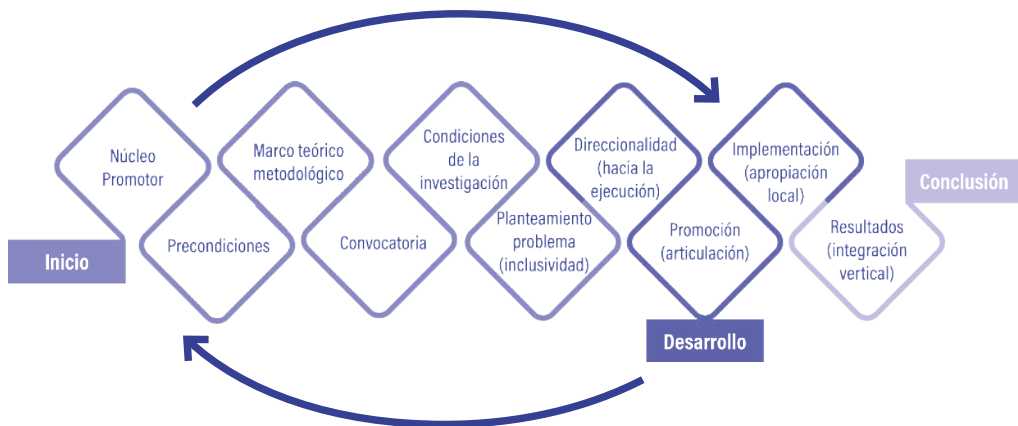 Inicio
Núcleo
Promotor
Precondiciones
Marco teórico
metodológico
Convocatoria
Condiciones
de la
investigación
Planteamiento
problema
(inclusividad)
Direccionalidad
(hacia la
ejecución)
Promoción
(articulación)
Desarrollo
Implementación
(apropiación
local)
Resultados
(integración
vertical)
Conclusión